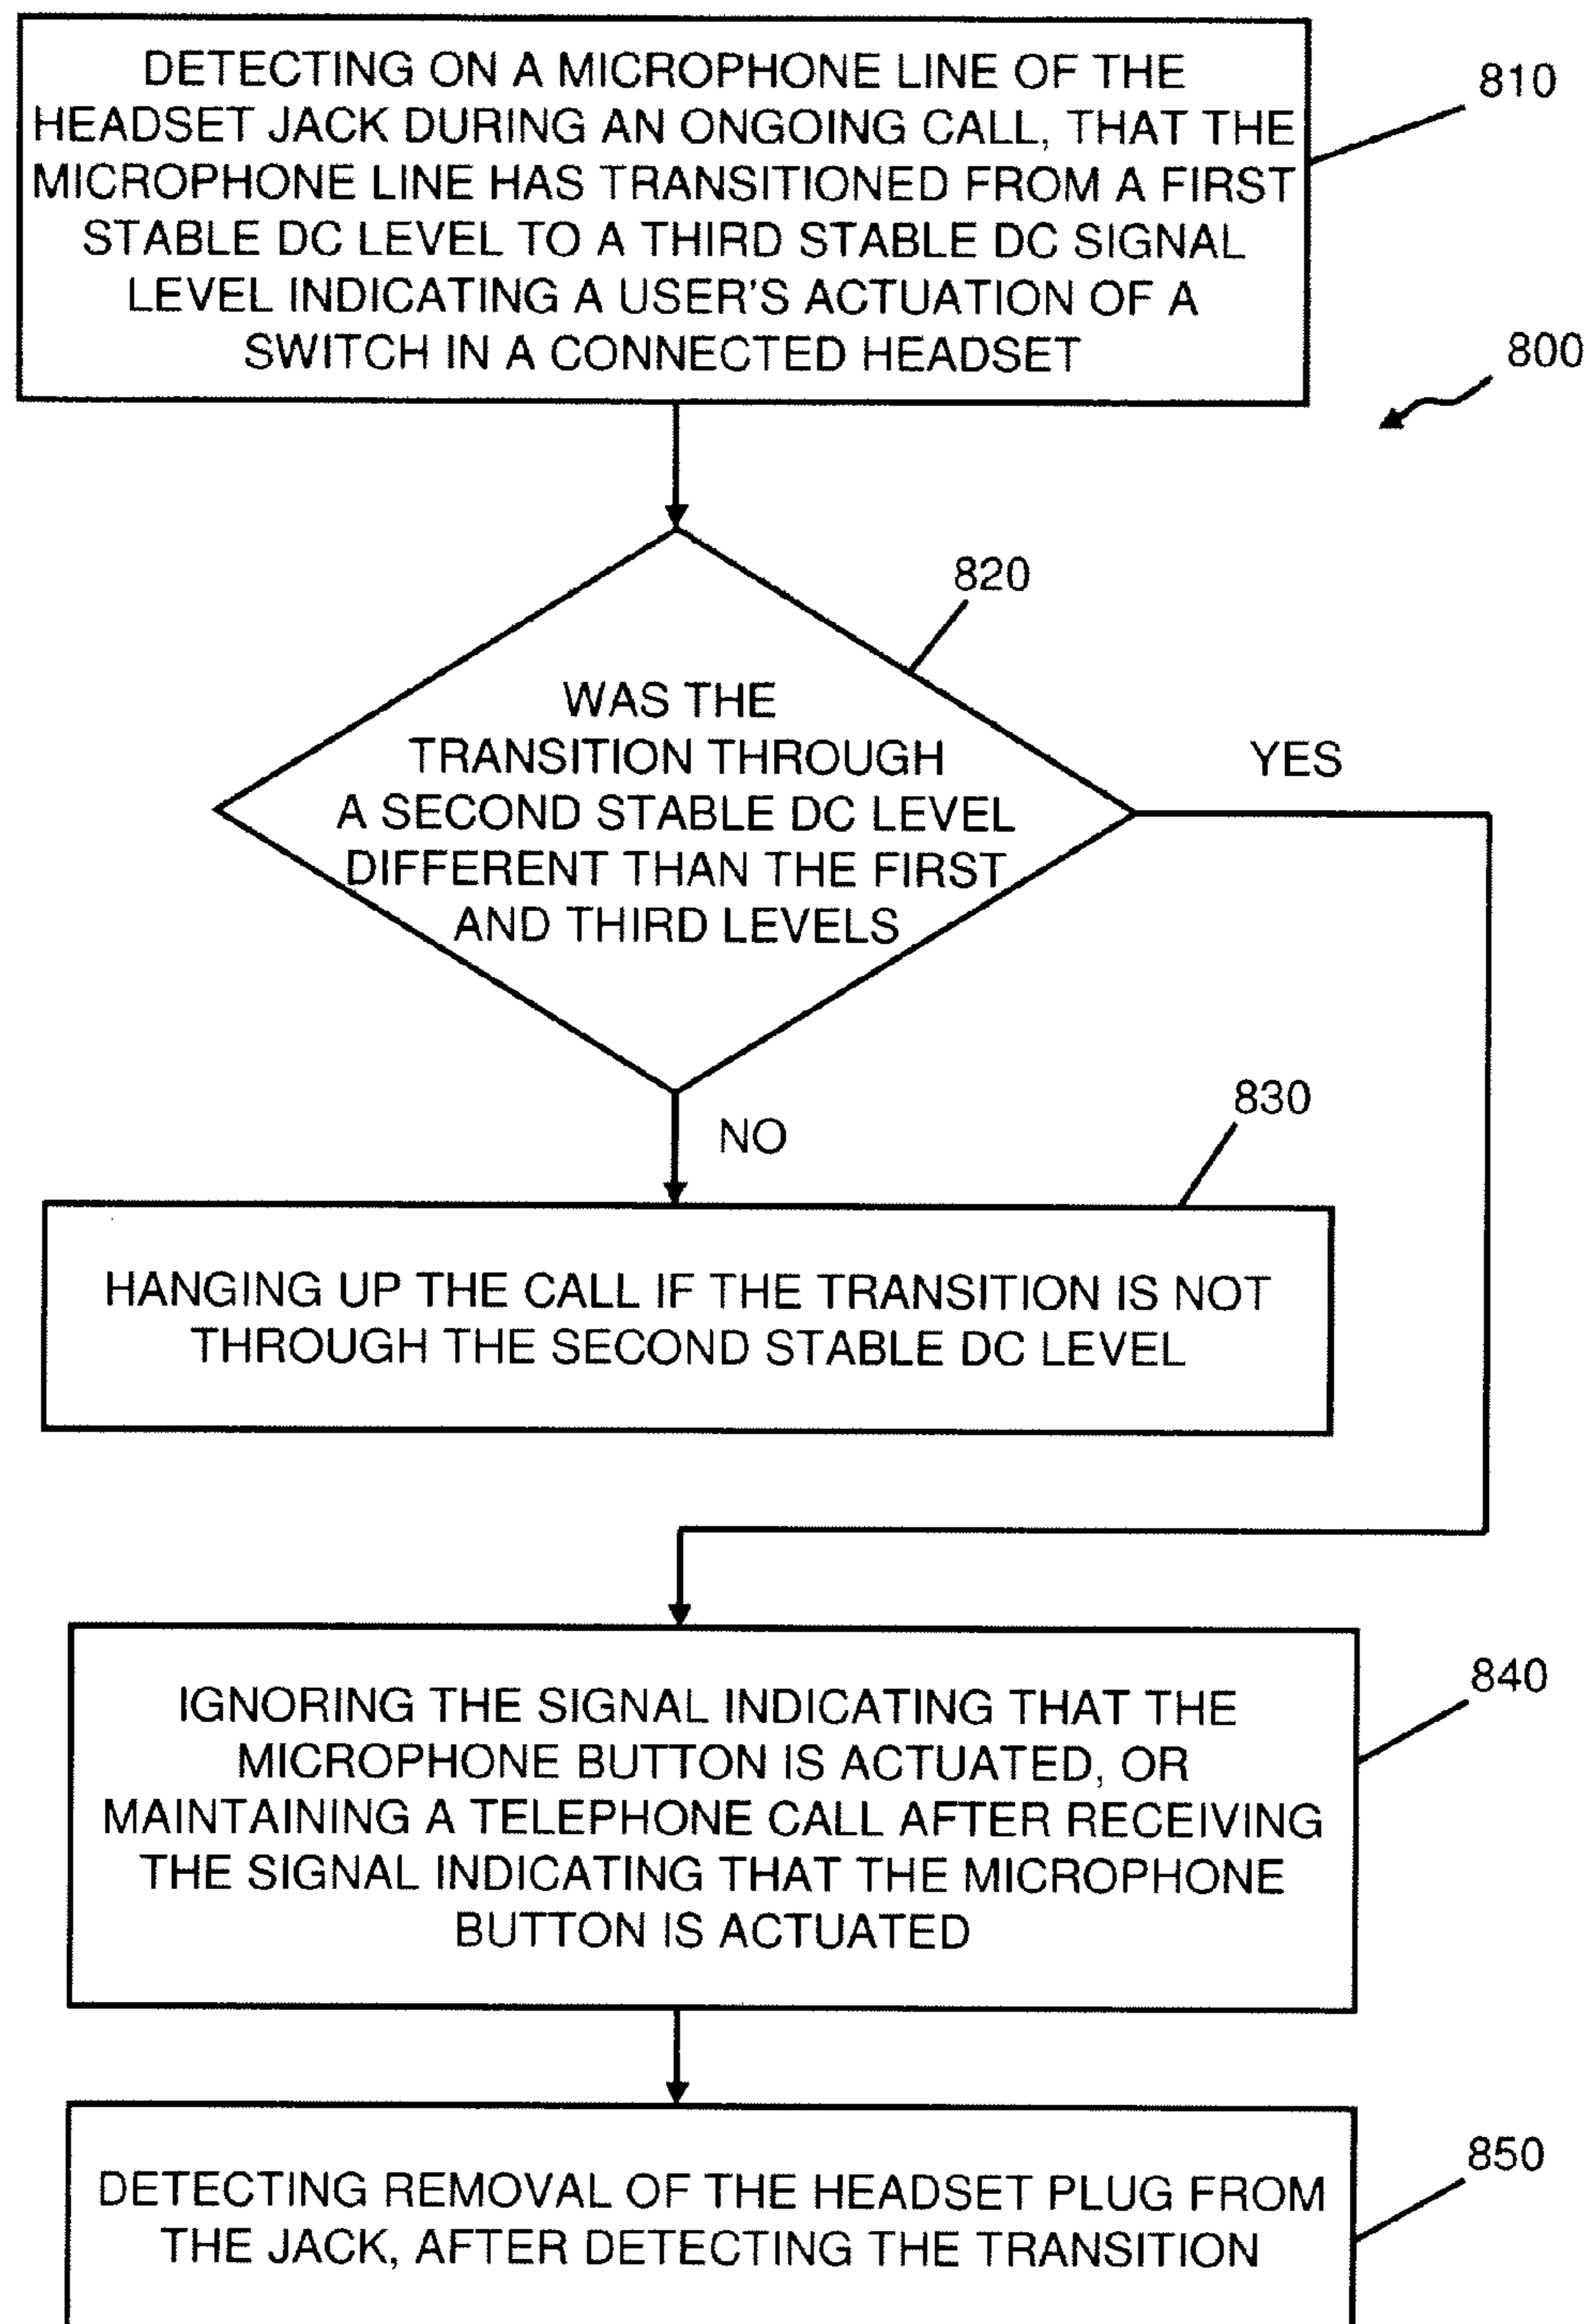 DETECTING ON A MICROPHONE LINE OF THE
HEADSET JACK DURING AN ONGOING CALL, THAT THE
MICROPHONE LINE HAS TRANSITIONED FROM A FIRST
STABLE DC LEVEL TO A THIRD STABLE DC SIGNAL
LEVEL INDICATING A USER'S ACTUATION OF A
SWITCH IN A CONNECTED HEADSET
810
800
820
WAS THE
TRANSITION THROUGH
A SECOND STABLE DC LEVEL
DIFFERENT THAN THE FIRST
AND THIRD LEVELS
YES
NO
830
HANGING UP THE CALL IF THE TRANSITION IS NOT
THROUGH THE SECOND STABLE DC LEVEL
840
IGNORING THE SIGNAL INDICATING THAT THE
MICROPHONE BUTTON IS ACTUATED, OR
MAINTAINING A TELEPHONE CALL AFTER RECEIVING
THE SIGNAL INDICATING THAT THE MICROPHONE
BUTTON IS ACTUATED
850
DETECTING REMOVAL OF THE HEADSET PLUG FROM
THE JACK, AFTER DETECTING THE TRANSITION